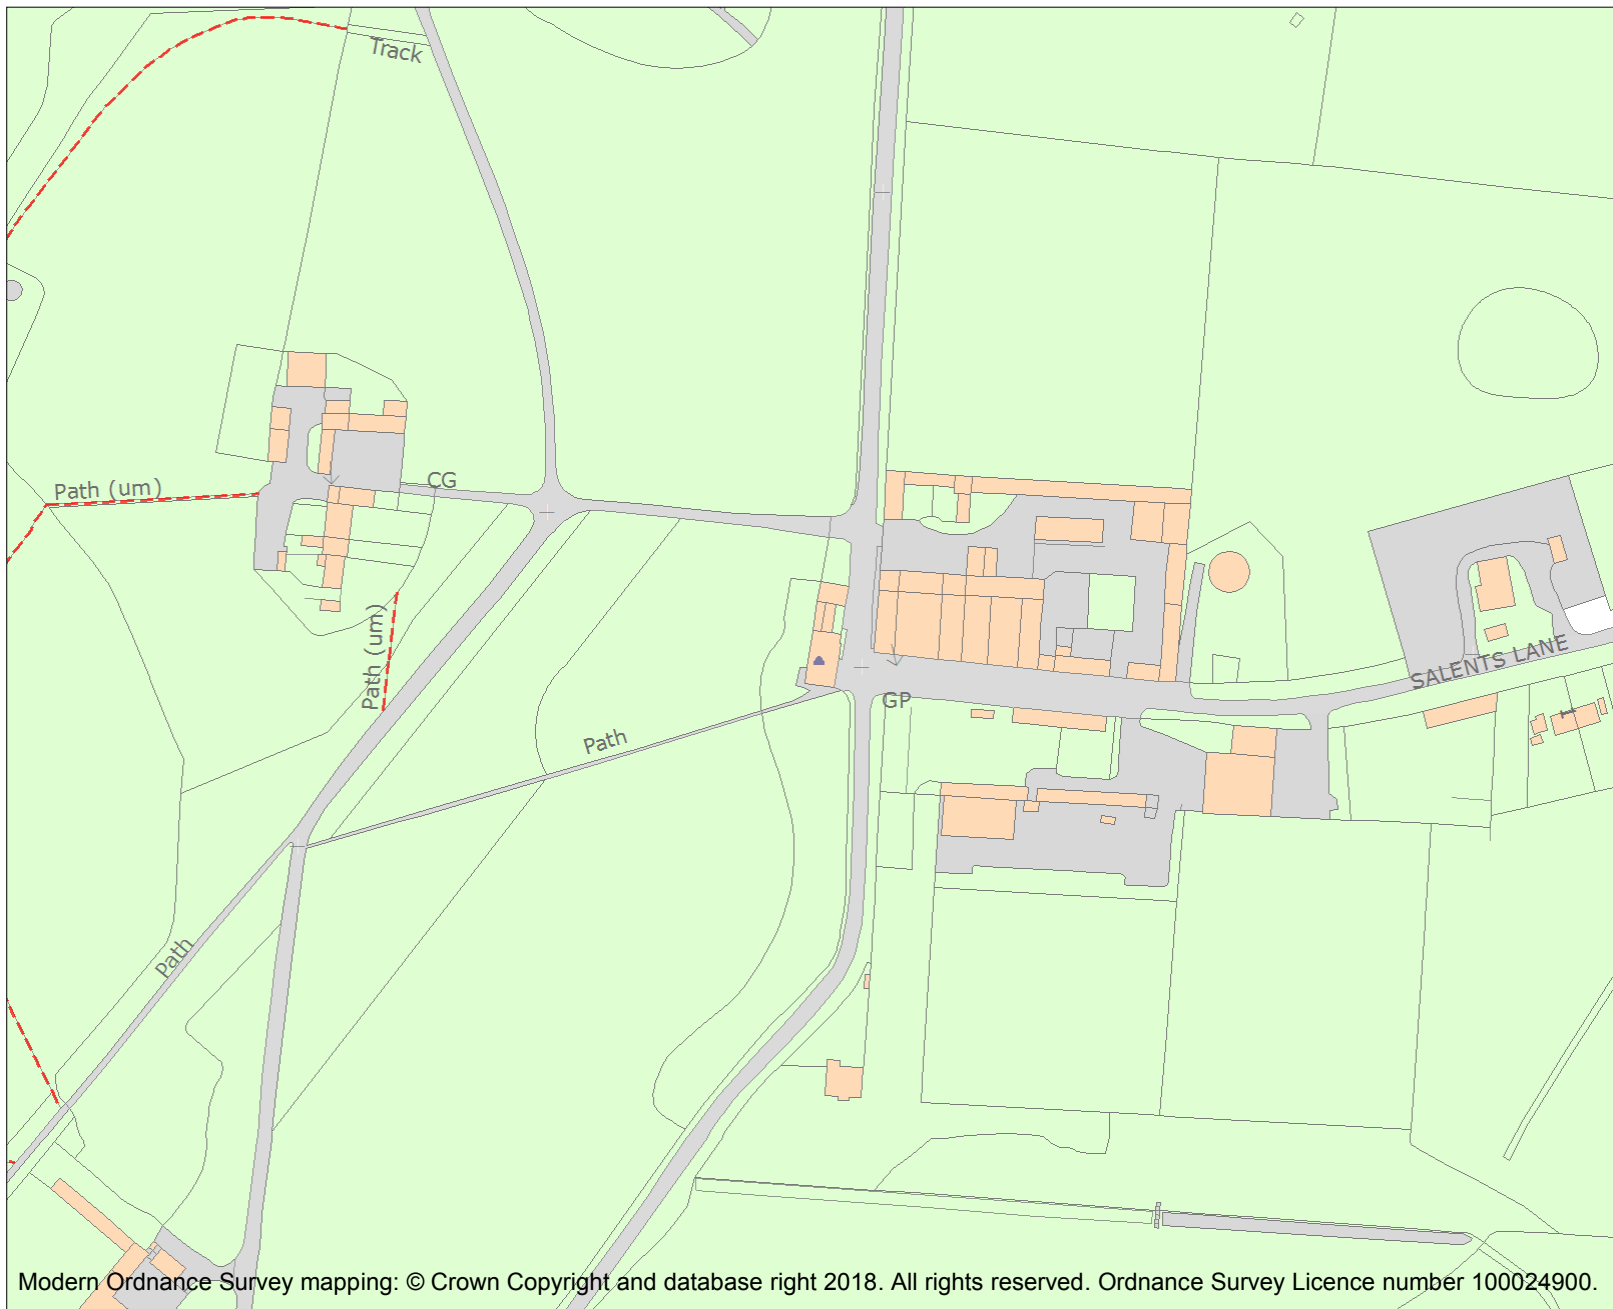 Track
CG
Path (um)
Path (um)
SALENTS LANE
GP
1
Path
Path
Modern Ordnance Survey mapping: © Crown Copyright and database right 2018. All rights reserved. Ordnance Survey Licence number 100024900.